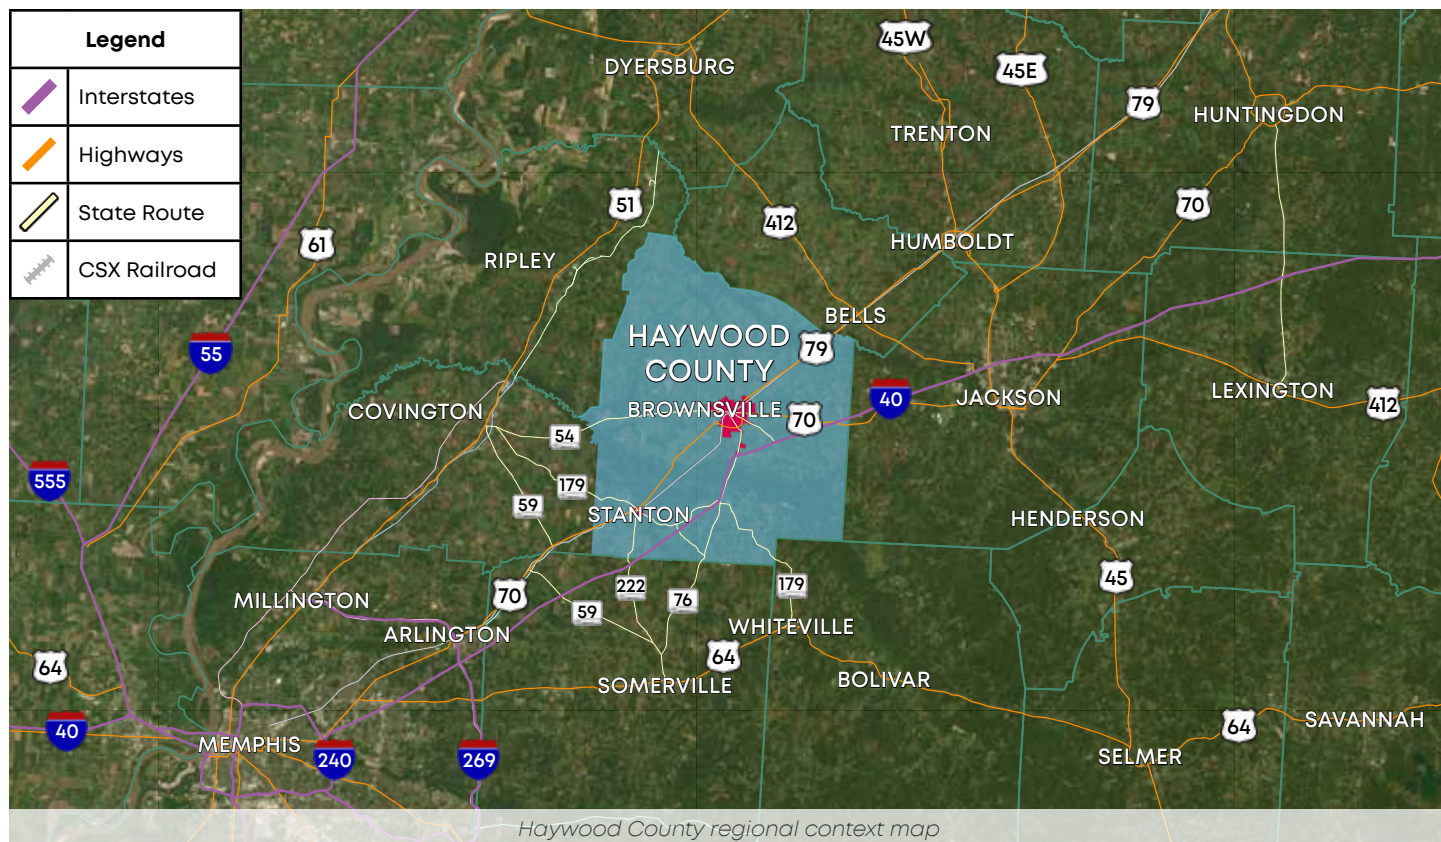 Legend
Interstates
Highways
State Route
CSX Railroad
45W
45E
DYERSBURG
79
HUNTINGDON
TRENTON
51
70
412
61
HUMBOLDT
RIPLEY
BELLS
HAYWOOD
COUNTY
79
55
40
LEXINGTON
JACKSON
412
COVINGTON
BROWNSVILLE
70
54
555
179
59
STANTON
HENDERSON
45
222
179
70
MILLINGTON
59
76
ARLINGTON
WHITEVILLE
64
64
SOMERVILLE
BOLIVAR
40
64
SAVANNAH
MEMPHIS
240
269
SELMER
Haywood County regional context map